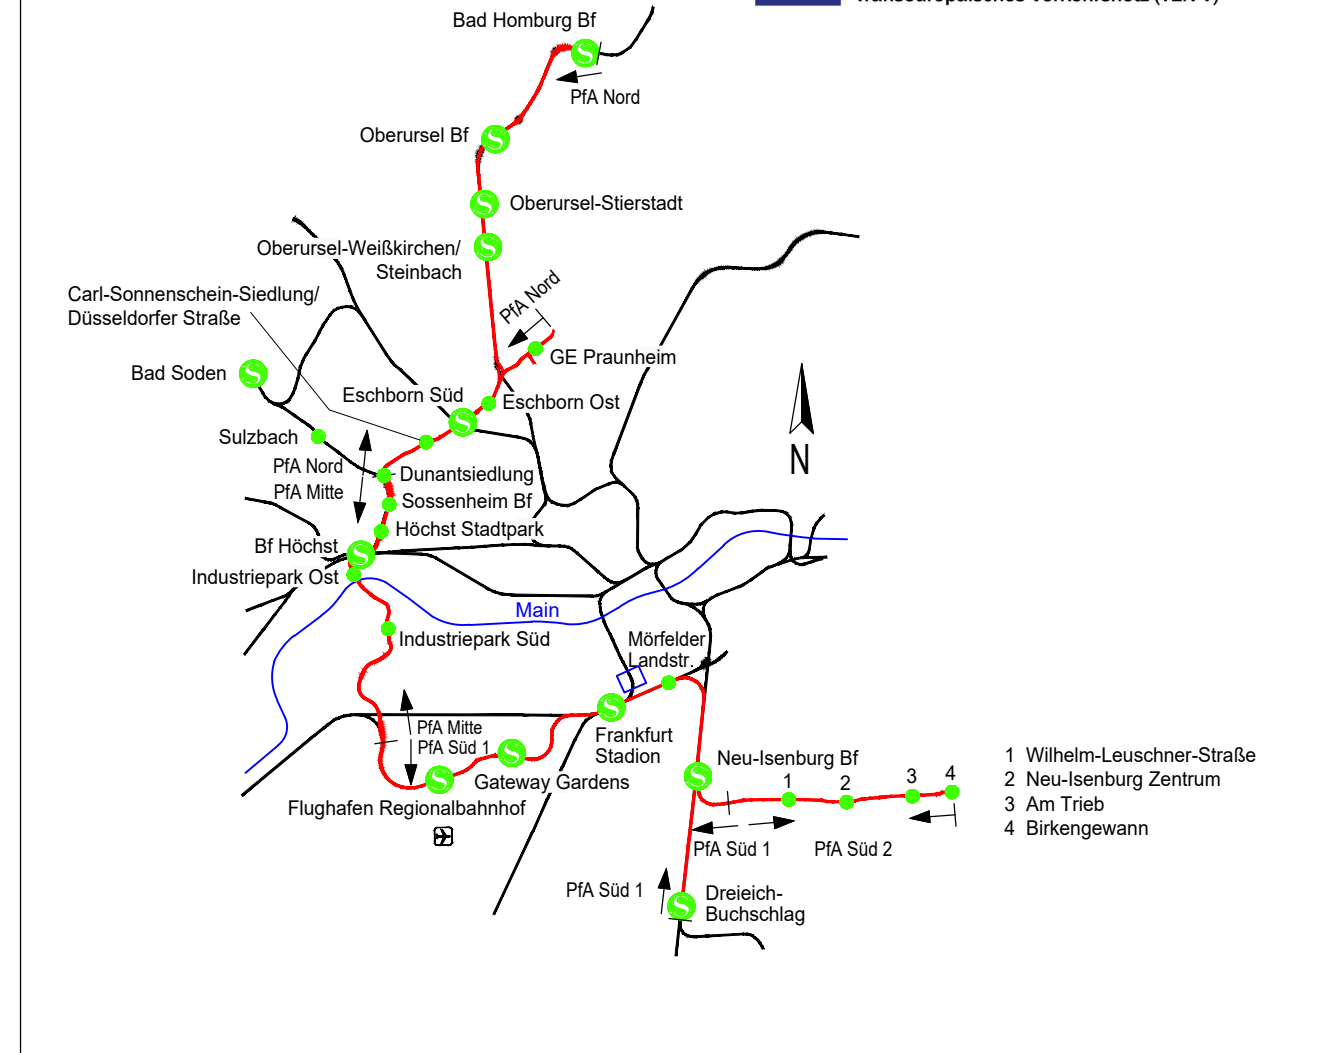 Transeuropäisches Verkehrsnetz (TEN-V)
Bad Homburg Bf
PfA Nord
Oberursel Bf
Oberursel-Stierstadt
Oberursel-Weißkirchen/
Steinbach
PfA Nord
Carl-Sonnenschein-Siedlung/
Düsseldorfer Straße
GE Praunheim
Bad Soden
Eschborn Süd
Eschborn Ost
Sulzbach
PfA Nord
PfA Mitte
Dunantsiedlung
Sossenheim Bf
N
Höchst Stadtpark
Bf Höchst
Industriepark Ost
Main
Industriepark Süd
Mörfelder
Landstr.
PfA Mitte
PfA Süd 1
Frankfurt
Stadion
Gateway Gardens
Flughafen Regionalbahnhof
Neu-Isenburg Bf
1 2 3 4
1 Wilhelm-Leuschner-Straße
2 Neu-Isenburg Zentrum
3 Am Trieb
4 Birkengewann
PfA Süd 1
PfA Süd 2
PfA Süd 1
Dreieich-
Buchschlag